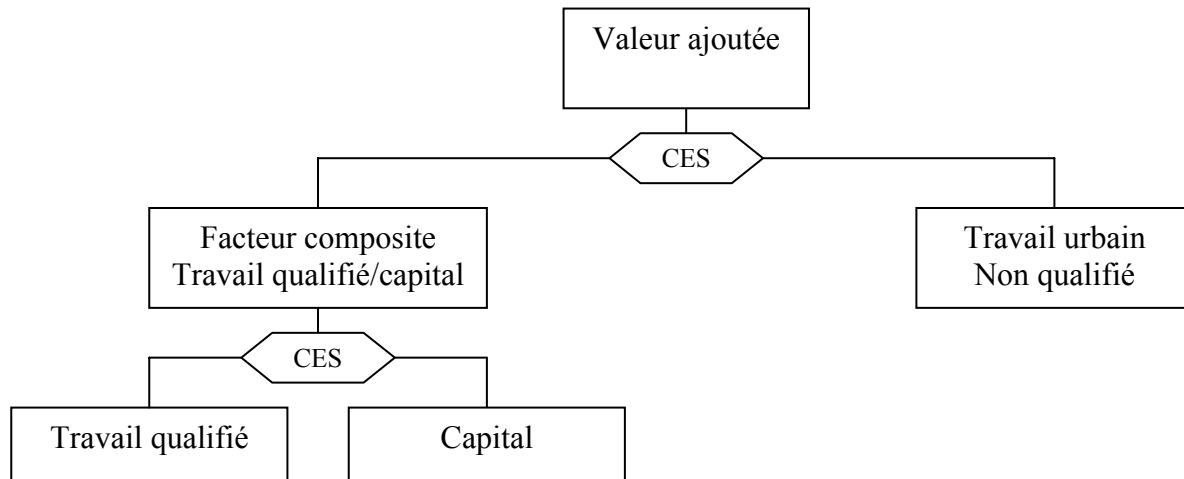 Valeur ajoutée
CES
Facteur composite
Travail qualifié/capital
Travail urbain
Non qualifié
CES
Travail qualifié
Capital